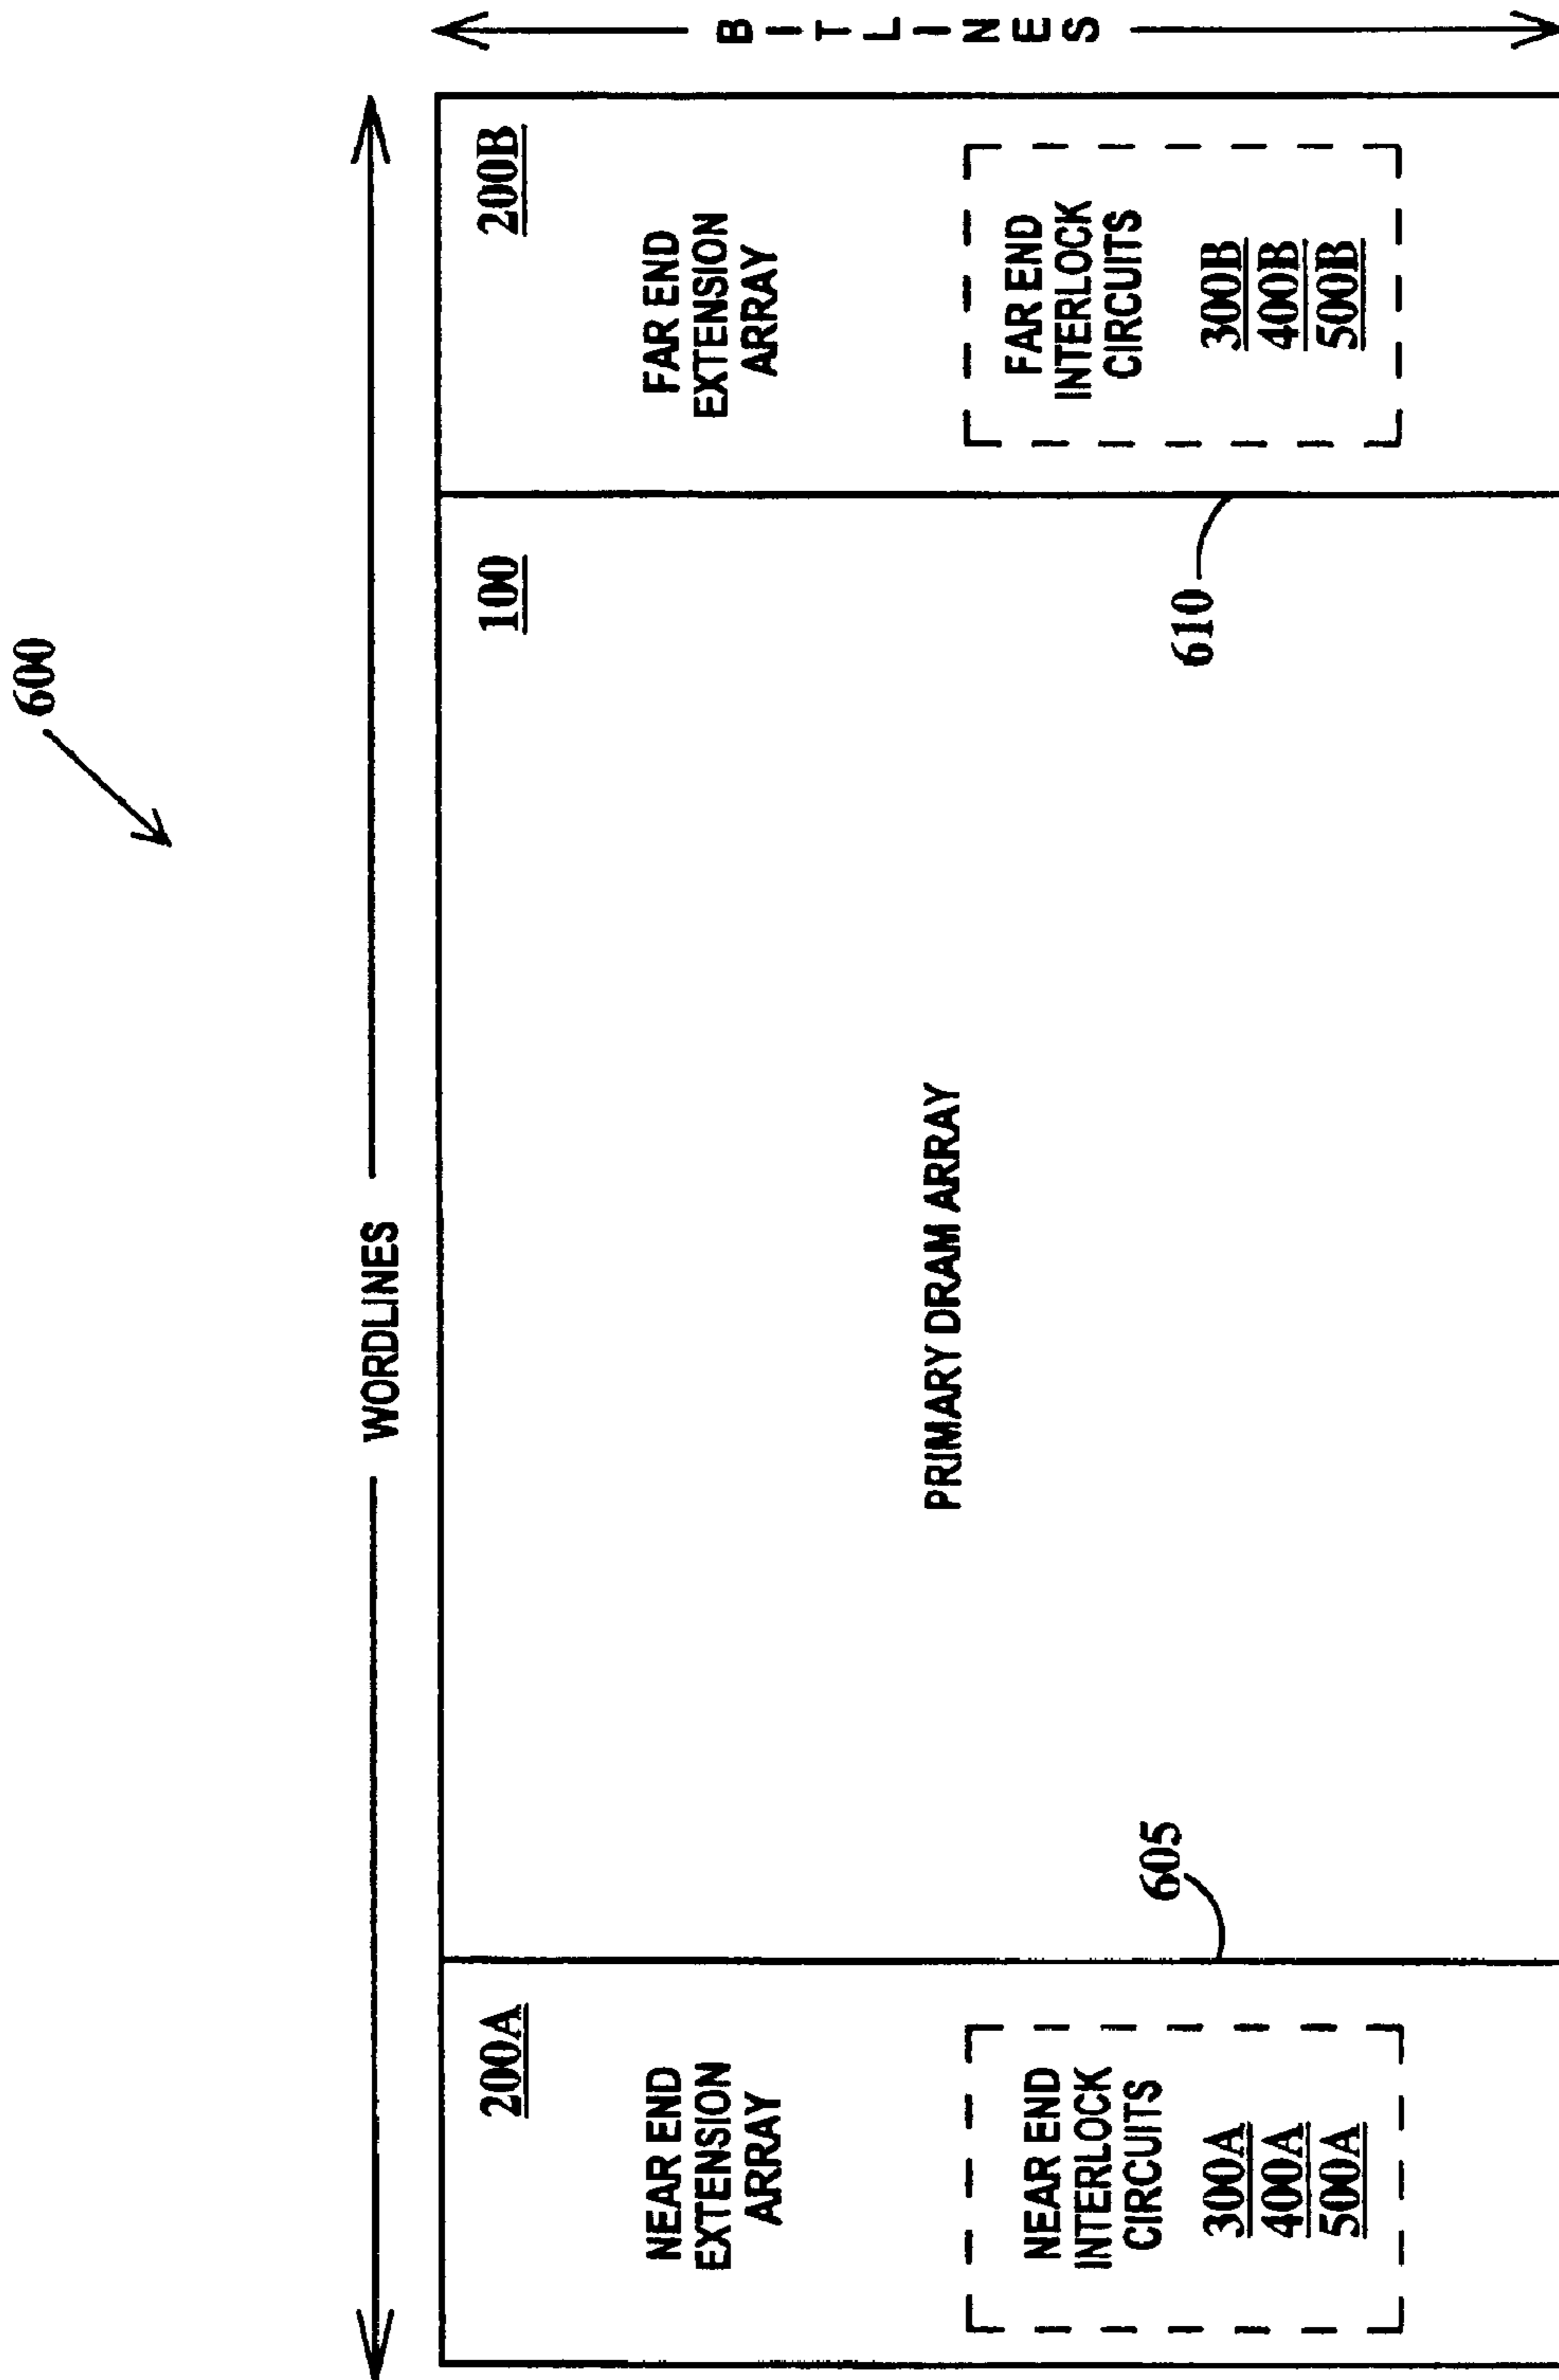 600
WORDLINES
BITLINES
200A
100
200B
NEAR END
EXTENSION
ARRAY
FAR END
EXTENSION
ARRAY
PRIMARY DRAM ARRAY
NEAR END
INTERLOCK
CIRCUITS
300A
400A
500A
605
610
FAR END
INTERLOCK
CIRCUITS
300B
400B
500B